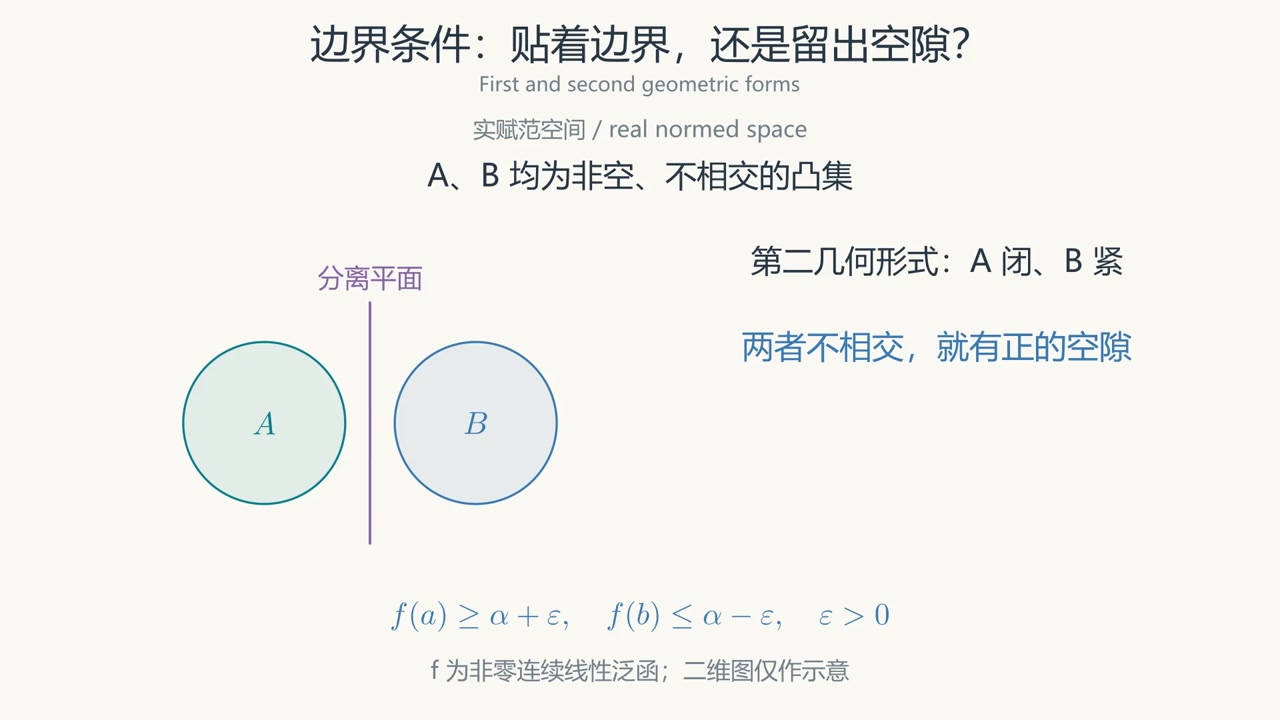 边界条件：贴着边界，还是留出空隙？
First and second geometric forms
实赋范空间 / real normed space
A、B 均为非空、不相交的凸集
第二几何形式：A 闭、B 紧
两者不相交，就有正的空隙
分离平面
A
B
f(a) ≥ α + ε,  f(b) ≤ α − ε,  ε > 0
f 为非零连续线性泛函；二维图仅作示意